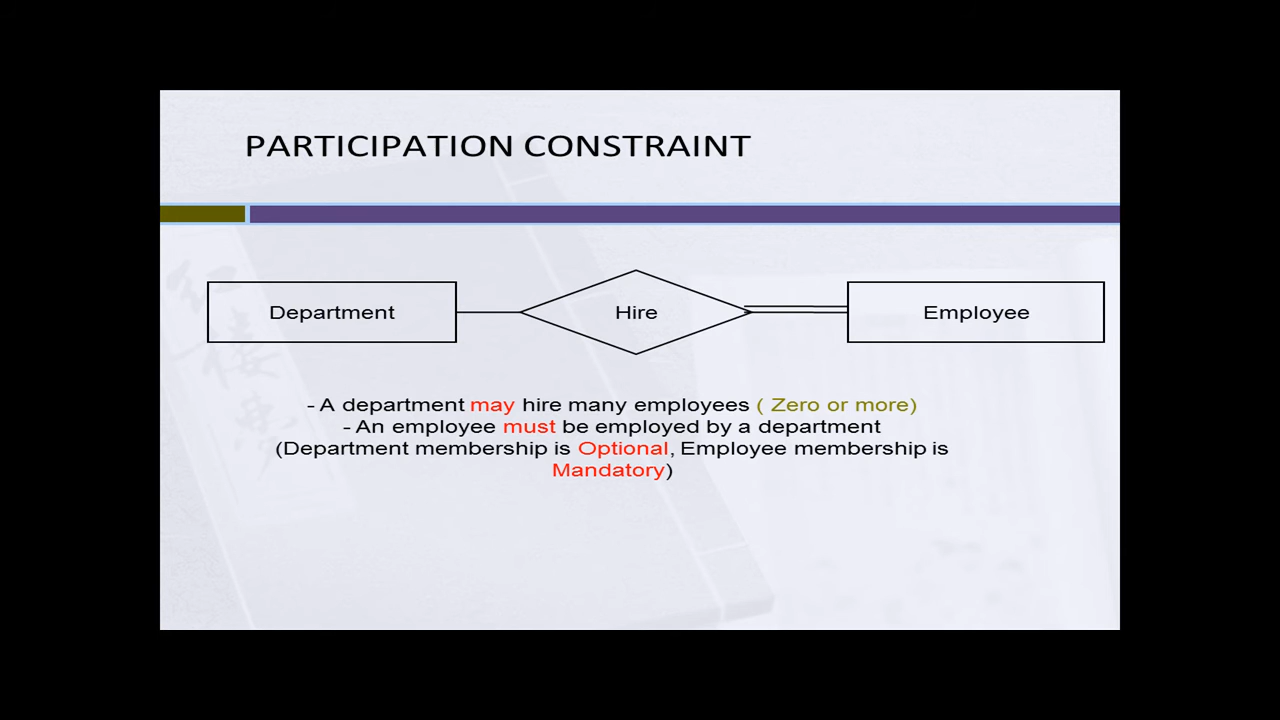 PARTICIPATION CONSTRAINT
Department
Hire
Employee
- A department may hire many employees ( Zero or more)
- An employee must be employed by a department
(Department membership is Optional, Employee membership is
Mandatory)